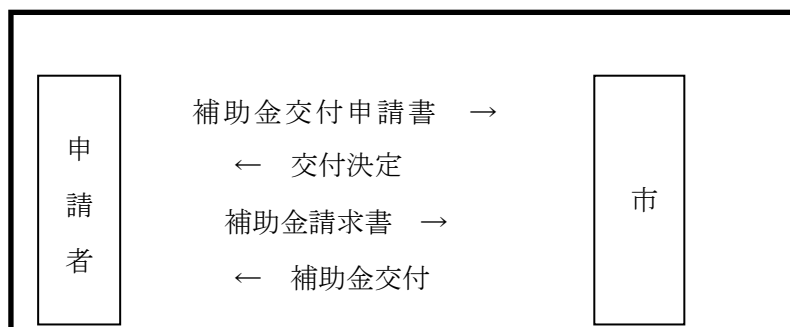 申請者
補助金交付申請書 →
← 交付決定
補助金請求書 →
← 補助金交付
市